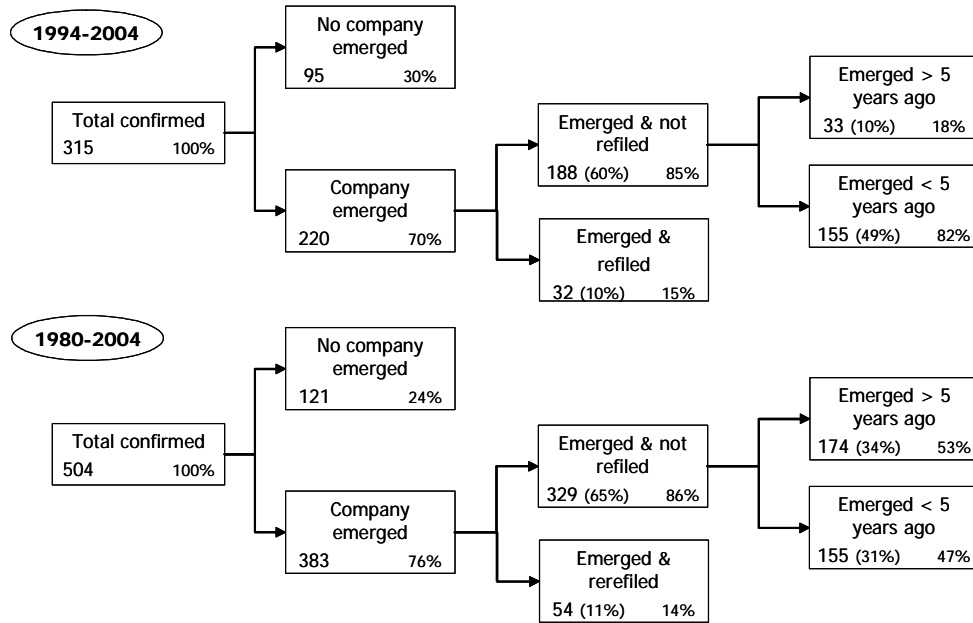 1994-2004
No company
emerged
95 30%
Total confirmed
315 100%
Company
emerged
220 70%
Emerged & not
refiled
188 (60%) 85%
Emerged &
refiled
32 (10%) 15%
Emerged > 5
years ago
33 (10%) 18%
Emerged < 5
years ago
155 (49%) 82%
1980-2004
No company
emerged
121 24%
Total confirmed
504 100%
Company
emerged
383 76%
Emerged & not
refiled
329 (65%) 86%
Emerged &
rerefiled
54 (11%) 14%
Emerged > 5
years ago
174 (34%) 53%
Emerged < 5
years ago
155 (31%) 47%